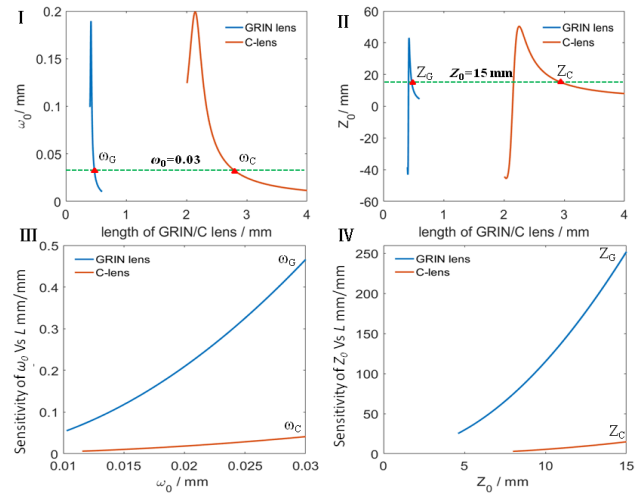 I
0.2
0.15
0.1
0.05
0
ω0/ mm
GRIN lens
C-lens
ωG
ω0=0.03
ωC
0 1 2 3 4
length of GRIN/C lens / mm
II
60
40
20
0
-20
-40
-60
Z0/ mm
GRIN lens
C-lens
Z0=15 mm
ZG
ZC
0 1 2 3 4
length of GRIN/C lens / mm
III
0.5
0.4
0.3
0.2
0.1
0
Sensitivity of ω0 Vs L mm/mm
GRIN lens
C-lens
ωG
ωC
0.01 0.015 0.02 0.025 0.03
ω0/ mm
IV
250
200
150
100
50
0
Sensitivity of Z0 Vs L mm/mm
GRIN lens
C-lens
ZG
ZC
0 5 10 15
Z0/ mm